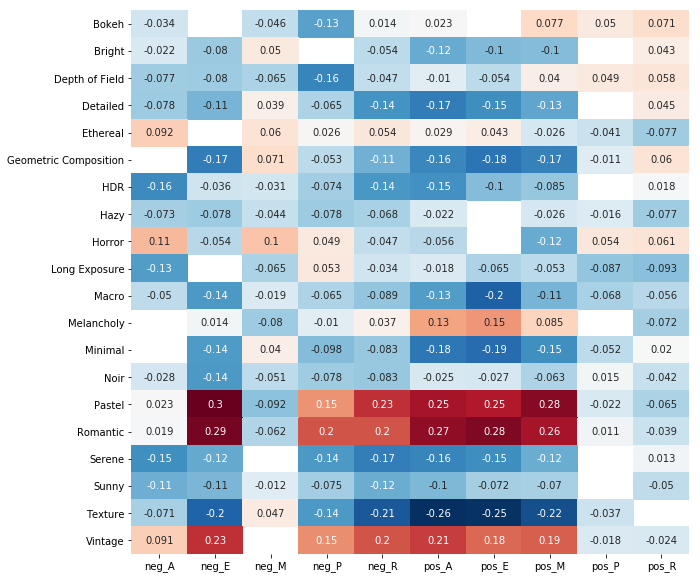 Bokeh -0.034 -0.046 -0.13 0.014 0.023 0.077 0.05 0.071
Bright -0.022 -0.08 0.05 -0.054 -0.12 -0.1 -0.1 0.043
Depth of Field -0.077 -0.08 -0.065 -0.16 -0.047 -0.01 -0.054 0.04 0.049 0.058
Detailed -0.078 -0.11 0.039 -0.065 -0.14 -0.17 -0.15 -0.13 0.045
Ethereal 0.092 0.06 0.026 0.054 0.029 0.043 -0.026 -0.041 -0.077
Geometric Composition -0.17 0.071 -0.053 -0.11 -0.16 -0.18 -0.17 -0.011 0.06
HDR -0.16 -0.036 -0.031 -0.074 -0.14 -0.15 -0.1 -0.085 0.018
Hazy -0.073 -0.078 -0.044 -0.078 -0.068 -0.022 -0.026 -0.016 -0.077
Horror 0.11 -0.054 0.1 0.049 -0.047 -0.056 -0.12 0.054 0.061
Long Exposure -0.13 -0.065 0.053 -0.034 -0.018 -0.065 -0.053 -0.087 -0.093
Macro -0.05 -0.14 -0.019 -0.065 -0.089 -0.13 -0.2 -0.11 -0.068 -0.056
Melancholy 0.014 -0.08 -0.01 0.037 0.13 0.15 0.085 -0.072
Minimal -0.14 0.04 -0.098 -0.083 -0.18 -0.19 -0.15 -0.052 0.02
Noir -0.028 -0.14 -0.051 -0.078 -0.083 -0.025 -0.027 -0.063 0.015 -0.042
Pastel 0.023 0.3 -0.092 0.15 0.23 0.25 0.25 0.28 -0.022 -0.065
Romantic 0.019 0.29 -0.062 0.2 0.2 0.27 0.28 0.26 0.011 -0.039
Serene -0.15 -0.12 -0.14 -0.17 -0.16 -0.15 -0.12 0.013
Sunny -0.11 -0.11 -0.012 -0.075 -0.12 -0.1 -0.072 -0.07 -0.05
Texture -0.071 -0.2 0.047 -0.14 -0.21 -0.26 -0.25 -0.22 -0.037
Vintage 0.091 0.23 0.15 0.2 0.21 0.18 0.19 -0.018 -0.024
neg_A neg_E neg_M neg_P neg_R pos_A pos_E pos_M pos_P pos_R